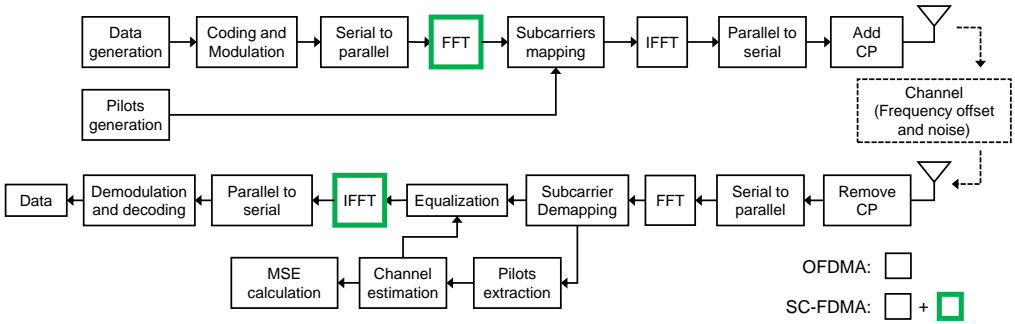 Data
generation
Coding and
Modulation
Serial to
parallel
FFT
Subcarriers
mapping
IFFT
Parallel to
serial
Add
CP
Pilots
generation
Channel
(Frequency offset
and noise)
Data
Demodulation
and decoding
Parallel to
serial
IFFT
Equalization
Subcarrier
Demapping
FFT
Serial to
parallel
Remove
CP
MSE
calculation
Channel
estimation
Pilots
extraction
OFDMA:
SC-FDMA: +